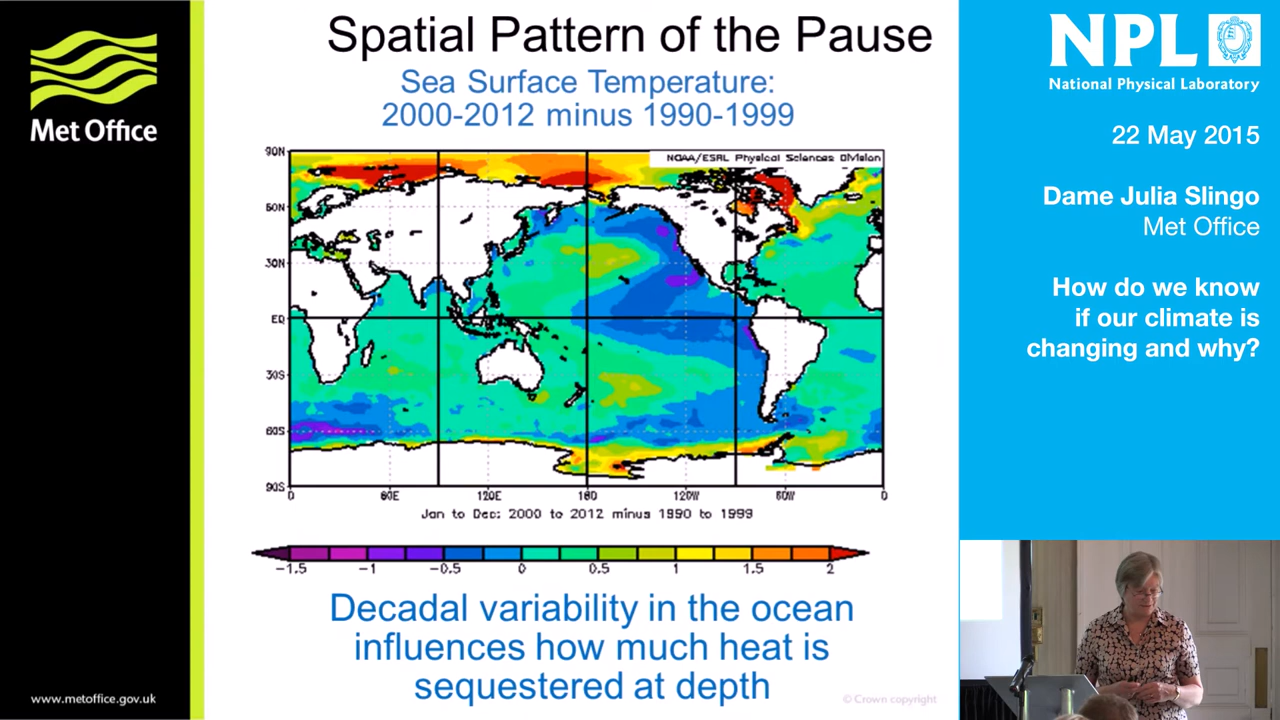 Met Office
Spatial Pattern of the Pause
Sea Surface Temperature:
2000-2012 minus 1990-1999
NOAA/ESRL Physical Sciences Division
90N
60N
30N
EQ
30S
60S
90S
0 60E 120E 180 120W 60W 0
Jan to Dec: 2000 to 2012 minus 1990 to 1999
-1.5 -1 -0.5 0 0.5 1 1.5 2
Decadal variability in the ocean
influences how much heat is
sequestered at depth
www.metoffice.gov.uk
© Crown copyright
NPL
National Physical Laboratory
22 May 2015
Dame Julia Slingo
Met Office
How do we know
if our climate is
changing and why?